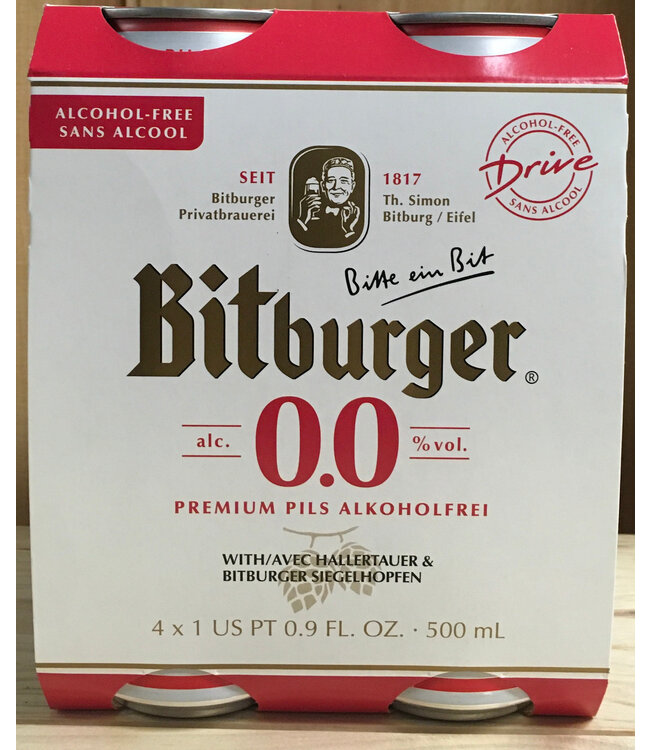 ALCOHOL-FREE
SANS ALCOOL
ALCOHOL-FREE
Drive
SANS ALCOOL
SEIT
Bitburger
Privatbrauerei
1817
Th. Simon
Bitburg / Eifel
Bitte ein Bit
Bitburger®
alc. 0.0 % vol.
PREMIUM PILS ALKOHOLFREI
WITH/AVEC HALLERTAUER &
BITBURGER SIEGELHOPFEN
4 x 1 US PT 0.9 FL. OZ. · 500 mL